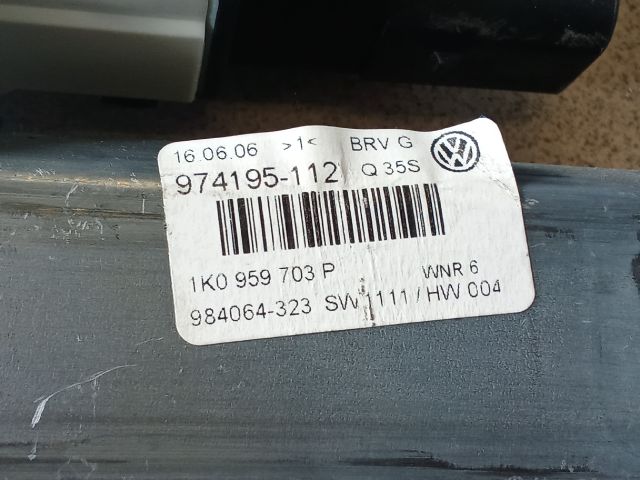 16.06.06 >1< BRV G
974195-112 Q 35S
1K0 959 703 P WNR 6
984064-323 SW 1111 / HW 004